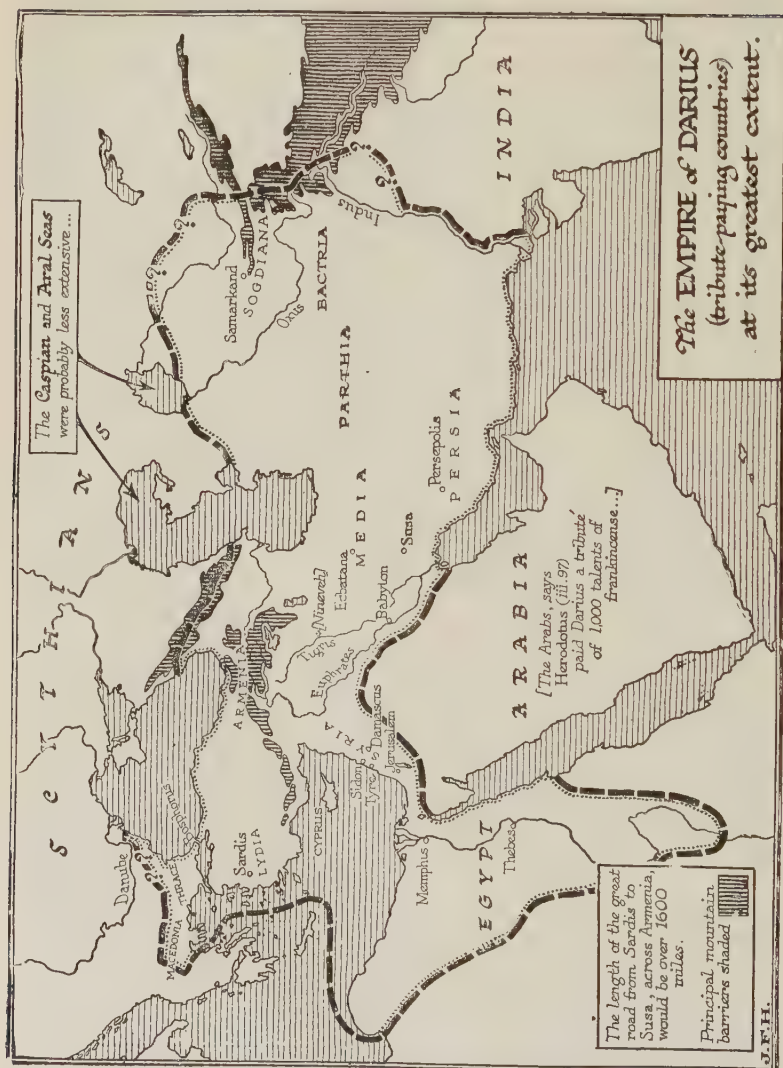 The EMPIRE of DARIUS
(tribute-paying countries)
at its greatest extent.
The Caspian and Aral Seas
were probably less extensive...
S C Y T H I A N S
Danube
MACEDONIA
THRACE
BOSPHORUS
Sardis
LYDIA
ARMENIA
CYPRUS
Tigris
[Nineveh]
Ecbatana
MEDIA
Euphrates
Babylon
Susa
Persepolis
PERSIA
PARTHIA
BACTRIA
SOGDIANA
Samarkand
Oxus
Indus
INDIA
SYRIA
Sidon
Tyre
Damascus
Jerusalem
Memphis
EGYPT
Thebes
ARABIA
[The Arabs, says
Herodotus (iii.97)
paid Darius a tribute
of 1,000 talents of
frankincense...]
The length of the great
road from Sardis to
Susa, across Armenia,
would be over 1600
miles.
Principal mountain
barriers shaded
J.F.H.